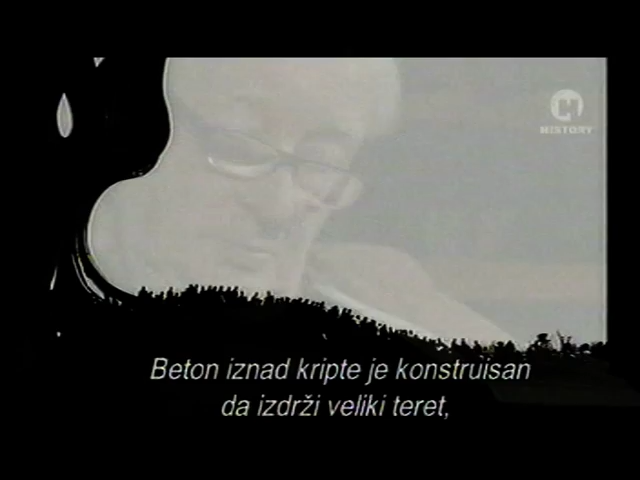 HISTORY
Beton iznad kripte je konstruisan
da izdrži veliki teret,